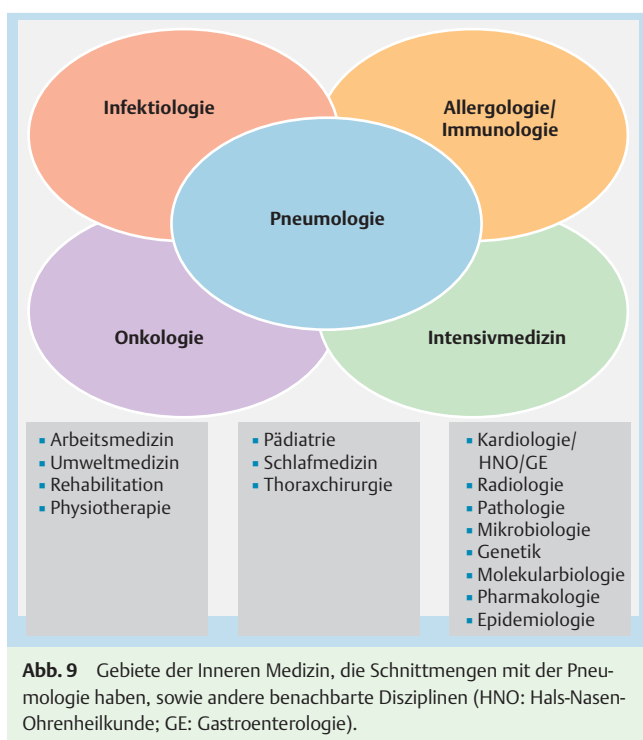 Infektiologie
Allergologie/
Immunologie
Pneumologie
Onkologie
Intensivmedizin
▪ Arbeitsmedizin
▪ Umweltmedizin
▪ Rehabilitation
▪ Physiotherapie
▪ Pädiatrie
▪ Schlafmedizin
▪ Thoraxchirurgie
▪ Kardiologie/
HNO/GE
▪ Radiologie
▪ Pathologie
▪ Mikrobiologie
▪ Genetik
▪ Molekularbiologie
▪ Pharmakologie
▪ Epidemiologie
Abb. 9 Gebiete der Inneren Medizin, die Schnittmengen mit der Pneu-
mologie haben, sowie andere benachbarte Disziplinen (HNO: Hals-Nasen-
Ohrenheilkunde; GE: Gastroenterologie).